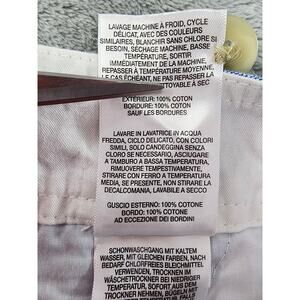 LAVAGE MACHINE À FROID, CYCLE
DÉLICAT, AVEC DES COULEURS
SIMILAIRES, BLANCHIR SANS CHLORE SI
BESOIN, SÉCHAGE MACHINE, BASSE
TEMPÉRATURE, SORTIR
IMMÉDIATEMENT DE LA MACHINE,
REPASSER À TEMPÉRATURE MOYENNE,
LE CAS ÉCHÉANT, NE PAS REPASSER LA
NETTOYABLE À SEC
EXTÉRIEUR: 100% COTON
BORDURE: 100% COTON
SAUF LES BORDURES
LAVARE IN LAVATRICE IN ACQUA
FREDDA, CICLO DELICATO, CON COLORI
SIMILI, SOLO CANDEGGINA SENZA
CLORO SE NECESSARIO, ASCIUGARE
A TAMBURO A BASSA TEMPERATURA,
RIMUOVERE TEMPESTIVAMENTE,
STIRARE CON FERRO A TEMPERATURA
MEDIA, SE PRESENTE, NON STIRARE LA
DECALCOMANIA, LAVABILE A SECCO
GUSCIO ESTERNO: 100% COTONE
BORDO: 100% COTONE
AD ECCEZIONE DEI BORDINI
SCHONWASCHGANG MIT KALTEM
WASSER, MIT GLEICHEN FARBEN, NACH
BEDARF CHLORFREIES BLEICHMITTEL
VERWENDEN, TROCKNEN IM
WÄSCHETROCKNER BEI NIEDRIGER
TEMPERATUR, SOFORT AUS DEM
TROCKNER NEHMEN, BÜGELN